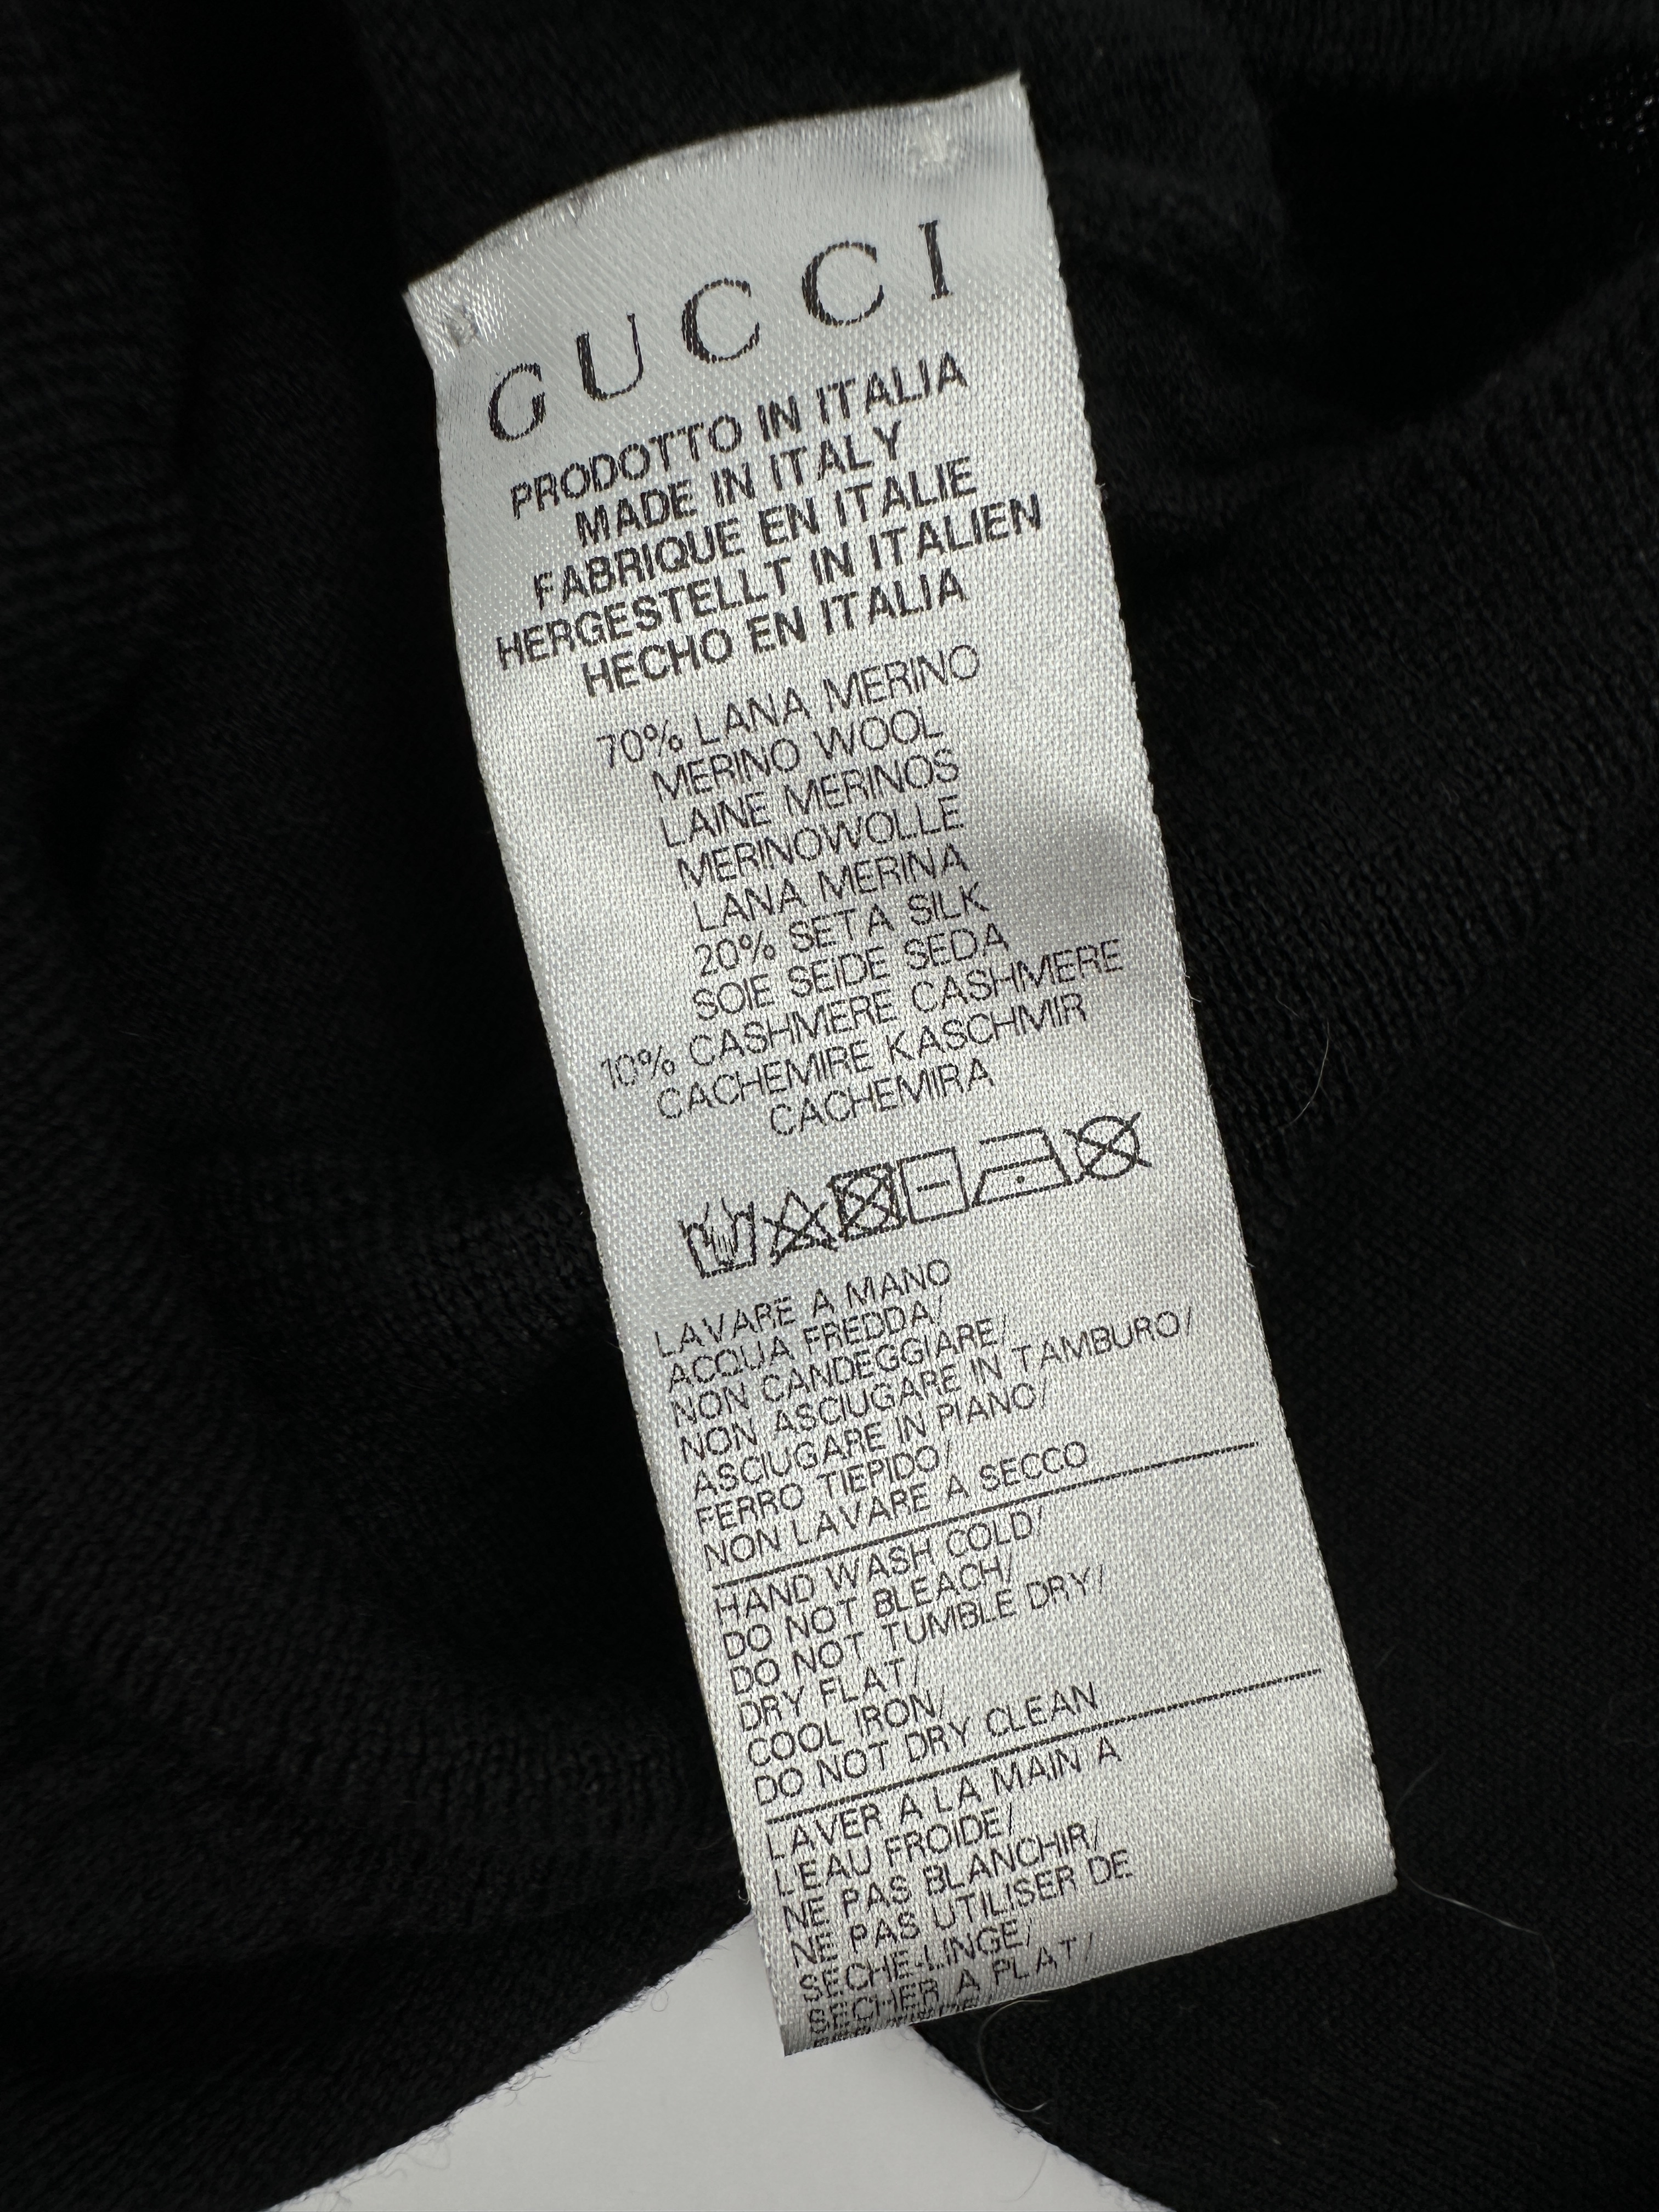 GUCCI
PRODOTTO IN ITALIA
MADE IN ITALY
FABRIQUE EN ITALIE
HERGESTELLT IN ITALIEN
HECHO EN ITALIA
70% LANA MERINO
MERINO WOOL
LAINE MERINOS
MERINOWOLLE
LANA MERINA
20% SETA SILK
SOIE SEIDE SEDA
10% CASHMERE CASHMERE
CACHEMIRE KASCHMIR
CACHEMIRA
LAVARE A MANO
ACQUA FREDDA/
NON CANDEGGIARE/
NON ASCIUGARE IN TAMBURO/
ASCIUGARE IN PIANO/
FERRO TIEPIDO/
NON LAVARE A SECCO
HAND WASH COLD/
DO NOT BLEACH/
DO NOT TUMBLE DRY/
DRY FLAT/
COOL IRON/
DO NOT DRY CLEAN
LAVER A LA MAIN A
L'EAU FROIDE/
NE PAS BLANCHIR/
NE PAS UTILISER DE
SECHE-LINGE/
SECHER A PLAT/